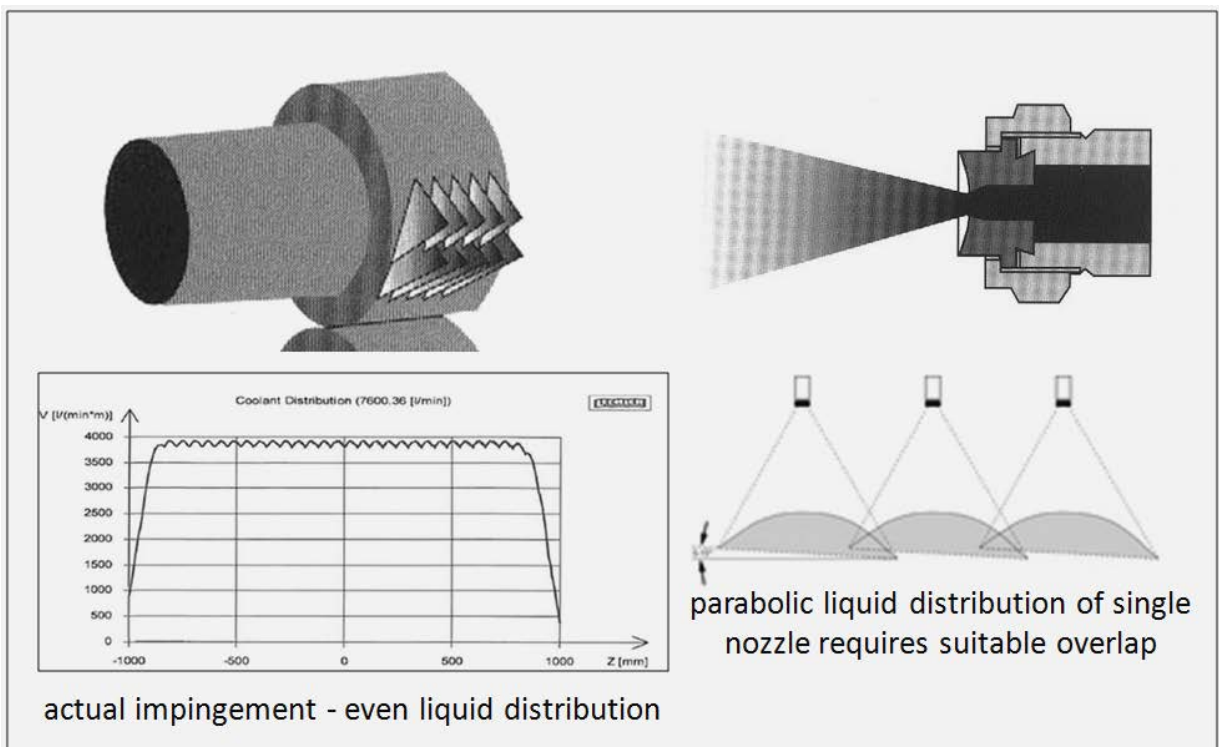 Coolant Distribution (7600.36 [l/min])
LECHLER
V [l/(min*m)]
4000
3500
3000
2500
2000
1500
1000
500
0
-1000 -500 0 500 1000 Z [mm]
actual impingement - even liquid distribution
parabolic liquid distribution of single
nozzle requires suitable overlap